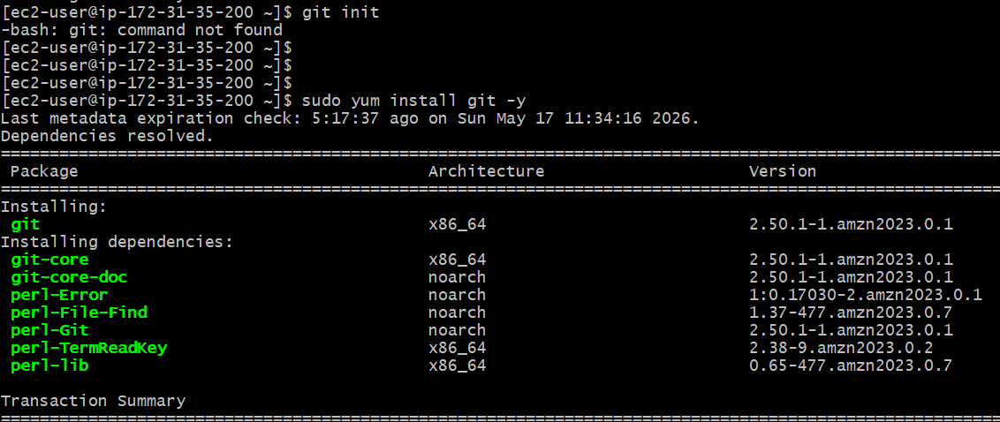 [ec2-user@ip-172-31-35-200 ~]$ git init
-bash: git: command not found
[ec2-user@ip-172-31-35-200 ~]$
[ec2-user@ip-172-31-35-200 ~]$
[ec2-user@ip-172-31-35-200 ~]$
[ec2-user@ip-172-31-35-200 ~]$ sudo yum install git -y
Last metadata expiration check: 5:17:37 ago on Sun May 17 11:34:16 2026.
Dependencies resolved.
================================================================================
Package Architecture Version
================================================================================
Installing:
git x86_64 2.50.1-1.amzn2023.0.1
Installing dependencies:
git-core x86_64 2.50.1-1.amzn2023.0.1
git-core-doc noarch 2.50.1-1.amzn2023.0.1
perl-Error noarch 1:0.17030-2.amzn2023.0.1
perl-File-Find noarch 1.37-477.amzn2023.0.7
perl-Git noarch 2.50.1-1.amzn2023.0.1
perl-TermReadKey x86_64 2.38-9.amzn2023.0.2
perl-lib x86_64 0.65-477.amzn2023.0.7
Transaction Summary
================================================================================